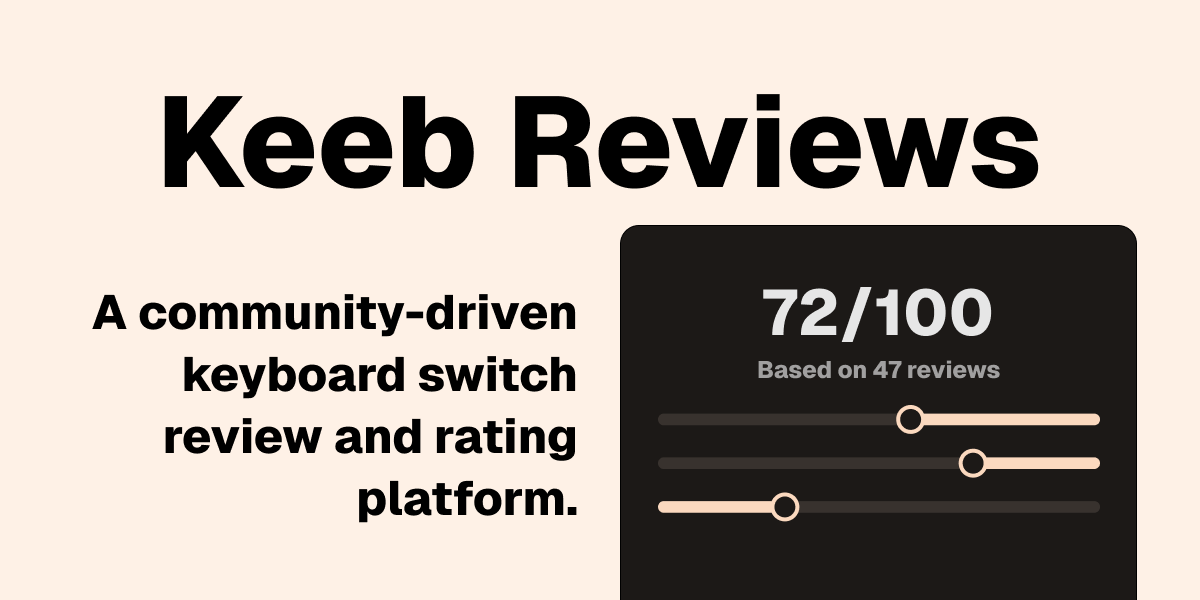 Keeb Reviews
A community-driven
keyboard switch
review and rating
platform.
72/100
Based on 47 reviews